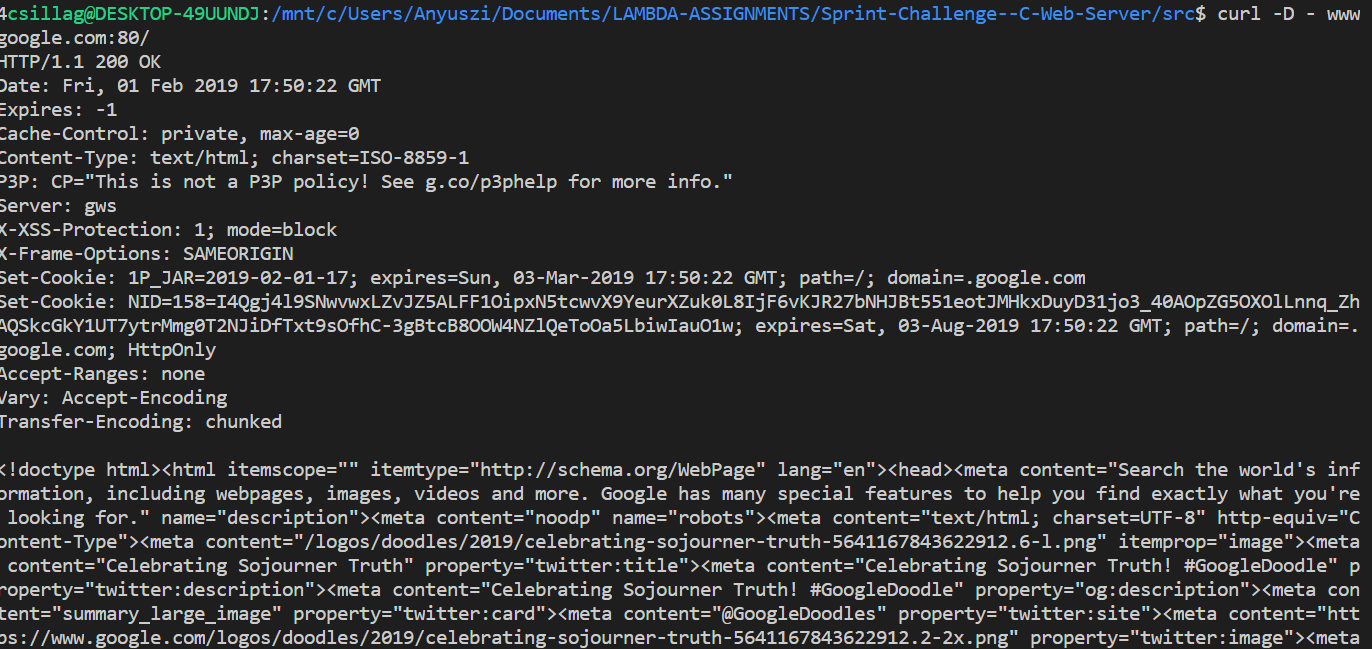 4csillag@DESKTOP-49UUNDJ:/mnt/c/Users/Anyuszi/Documents/LAMBDA-ASSIGNMENTS/Sprint-Challenge--C-Web-Server/src$ curl -D - www
google.com:80/
HTTP/1.1 200 OK
Date: Fri, 01 Feb 2019 17:50:22 GMT
Expires: -1
Cache-Control: private, max-age=0
Content-Type: text/html; charset=ISO-8859-1
P3P: CP="This is not a P3P policy! See g.co/p3phelp for more info."
Server: gws
X-XSS-Protection: 1; mode=block
X-Frame-Options: SAMEORIGIN
Set-Cookie: 1P_JAR=2019-02-01-17; expires=Sun, 03-Mar-2019 17:50:22 GMT; path=/; domain=.google.com
Set-Cookie: NID=158=I4Qgj4l9SNwvwxLZvJZ5ALFF1OipxN5tcwvX9YeurXZuk0L8IjF6vKJR27bNHJBt551eotJMHkxDuyD31jo3_40AOpZG5OXOlLnnq_Zh
AQSkcGkY1UT7ytrMmg0T2NJiDfTxt9sOfhC-3gBtcB8OOW4NZlQeToOa5LbiwIauO1w; expires=Sat, 03-Aug-2019 17:50:22 GMT; path=/; domain=.
google.com; HttpOnly
Accept-Ranges: none
Vary: Accept-Encoding
Transfer-Encoding: chunked
<!doctype html><html itemscope="" itemtype="http://schema.org/WebPage" lang="en"><head><meta content="Search the world's inf
ormation, including webpages, images, videos and more. Google has many special features to help you find exactly what you're
looking for." name="description"><meta content="noodp" name="robots"><meta content="text/html; charset=UTF-8" http-equiv="C
ontent-Type"><meta content="/logos/doodles/2019/celebrating-sojourner-truth-5641167843622912.6-l.png" itemprop="image"><meta
content="Celebrating Sojourner Truth" property="twitter:title"><meta content="Celebrating Sojourner Truth! #GoogleDoodle" p
roperty="twitter:description"><meta content="Celebrating Sojourner Truth! #GoogleDoodle" property="og:description"><meta con
tent="summary_large_image" property="twitter:card"><meta content="@GoogleDoodles" property="twitter:site"><meta content="htt
ps://www.google.com/logos/doodles/2019/celebrating-sojourner-truth-5641167843622912.2-2x.png" property="twitter:image"><meta